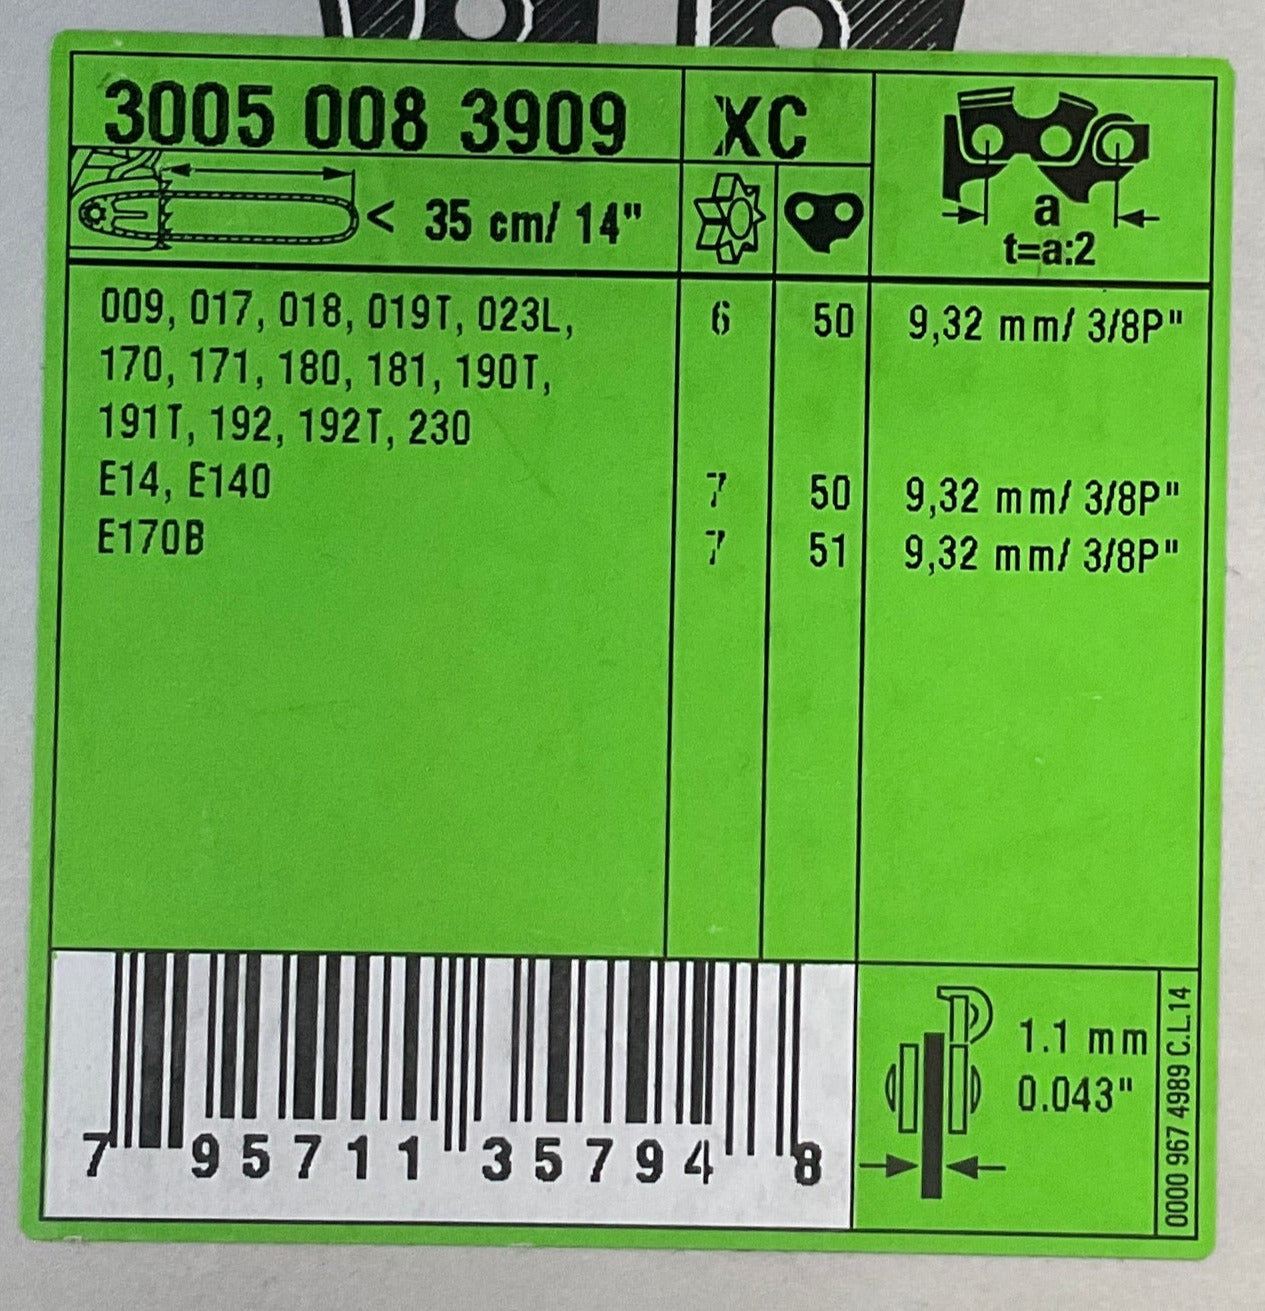 3005 008 3909 XC
a
t=a:2
< 35 cm/ 14"
009, 017, 018, 019T, 023L, 6 50 9,32 mm/ 3/8P"
170, 171, 180, 181, 190T,
191T, 192, 192T, 230
E14, E140 7 50 9,32 mm/ 3/8P"
E170B 7 51 9,32 mm/ 3/8P"
1.1 mm
0.043"
0000 967 4989 C.L.14
7 95711 35794 8